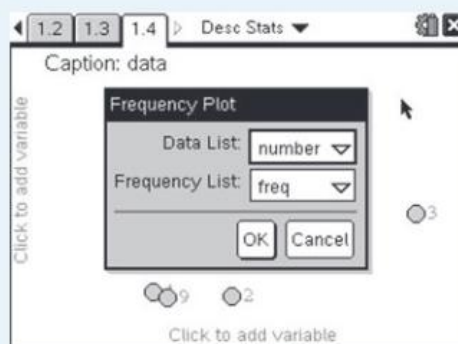 1.2 1.3 1.4 Desc Stats
Caption: data
Click to add variable
Frequency Plot
Data List: number
Frequency List: freq
OK Cancel
3
9 2
Click to add variable